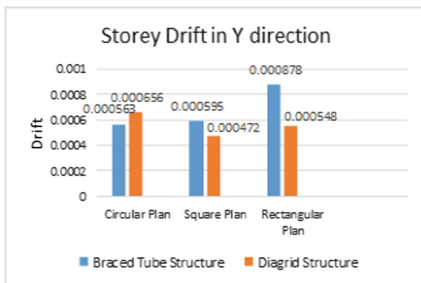 Storey Drift in Y direction
0.001
0.0008
0.0006
0.0004
0.0002
0
Drift
0.000563
0.000656
0.000595
0.000472
0.000878
0.000548
Circular Plan
Square Plan
Rectangular
Plan
Braced Tube Structure
Diagrid Structure